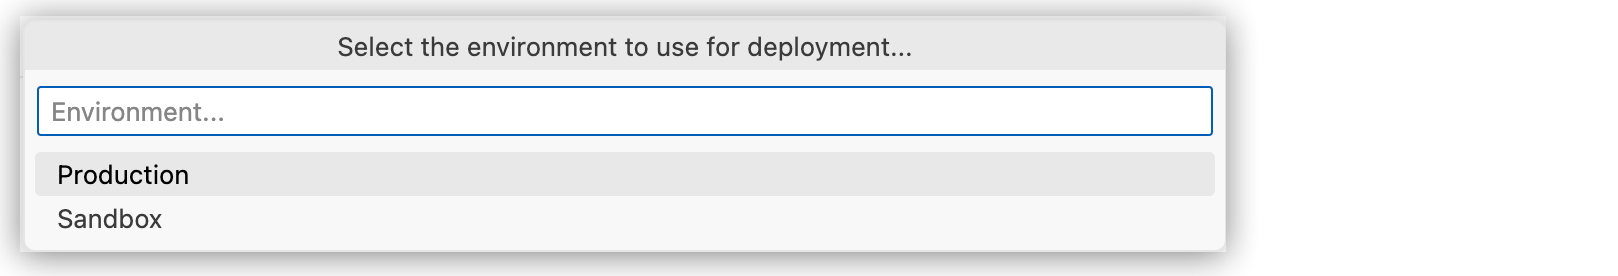 Select the environment to use for deployment...
Environment...
Production
Sandbox